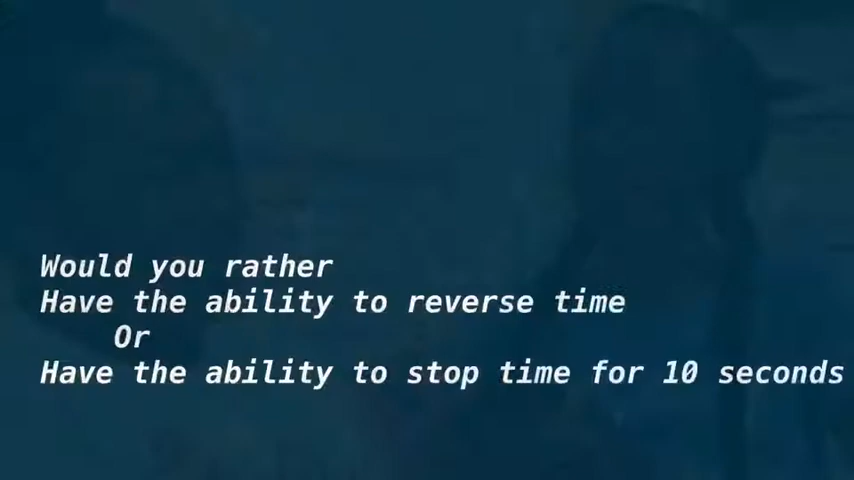 Would you rather
Have the ability to reverse time
Or
Have the ability to stop time for 10 seconds